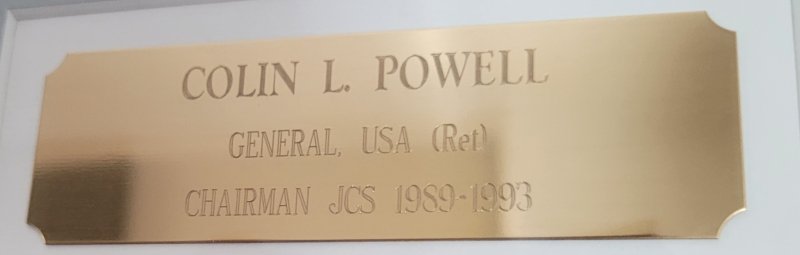 COLIN L. POWELL
GENERAL, USA (Ret)
CHAIRMAN JCS 1989-1993